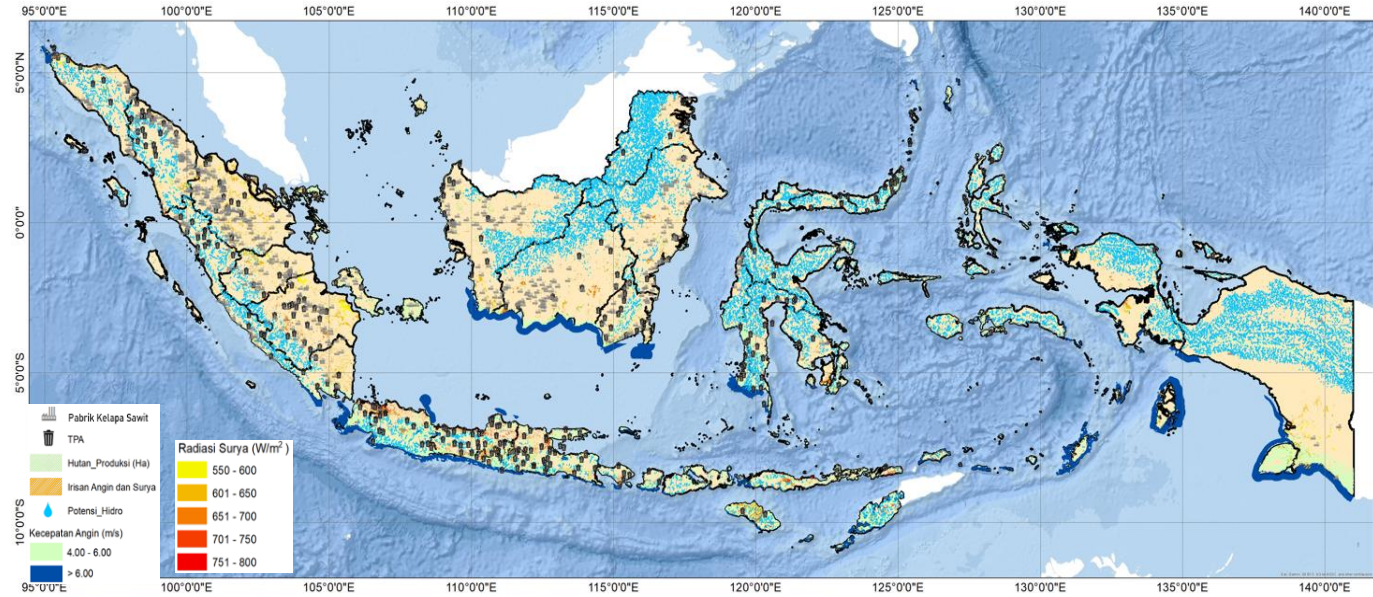 95°0'0"E 100°0'0"E 105°0'0"E 110°0'0"E 115°0'0"E 120°0'0"E 125°0'0"E 130°0'0"E 135°0'0"E 140°0'0"E
5°0'0"N
0°0'0"
5°0'0"S
10°0'0"S
Pabrik Kelapa Sawit
TPA
Hutan_Produksi (Ha)
Irisan Angin dan Surya
Potensi_Hidro
Kecepatan Angin (m/s)
4.00 - 6.00
> 6.00
Radiasi Surya (W/m²)
550 - 600
601 - 650
651 - 700
701 - 750
751 - 800
95°0'0"E 100°0'0"E 105°0'0"E 110°0'0"E 115°0'0"E 120°0'0"E 125°0'0"E 130°0'0"E 135°0'0"E 140°0'0"E